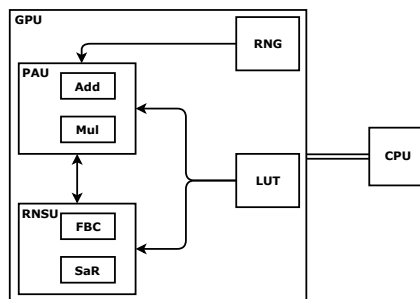 GPU
RNG
PAU
Add
Mul
LUT
CPU
RNSU
FBC
SaR